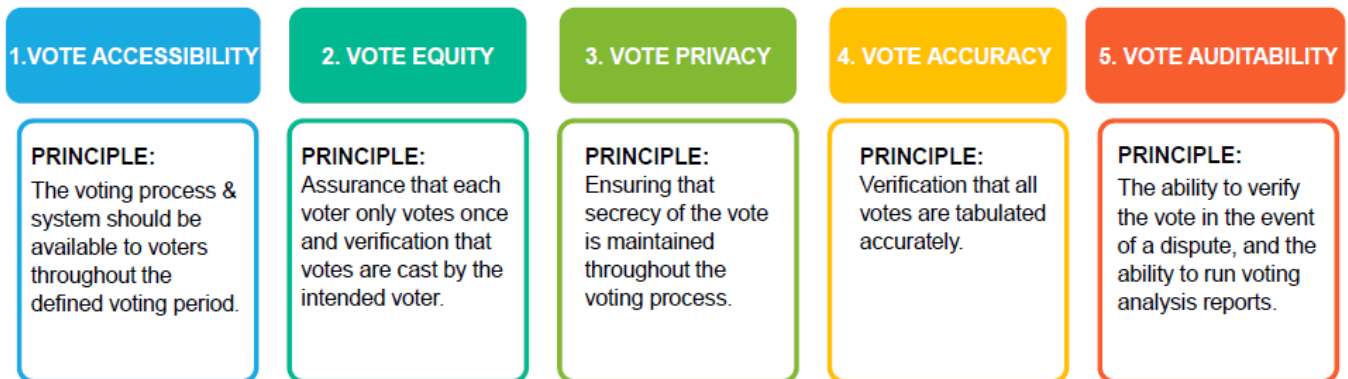 1.VOTE ACCESSIBILITY
2. VOTE EQUITY
3. VOTE PRIVACY
4. VOTE ACCURACY
5. VOTE AUDITABILITY
PRINCIPLE:
The voting process &
system should be
available to voters
throughout the
defined voting period.
PRINCIPLE:
Assurance that each
voter only votes once
and verification that
votes are cast by the
intended voter.
PRINCIPLE:
Ensuring that
secrecy of the vote
is maintained
throughout the
voting process.
PRINCIPLE:
Verification that all
votes are tabulated
accurately.
PRINCIPLE:
The ability to verify
the vote in the event
of a dispute, and the
ability to run voting
analysis reports.